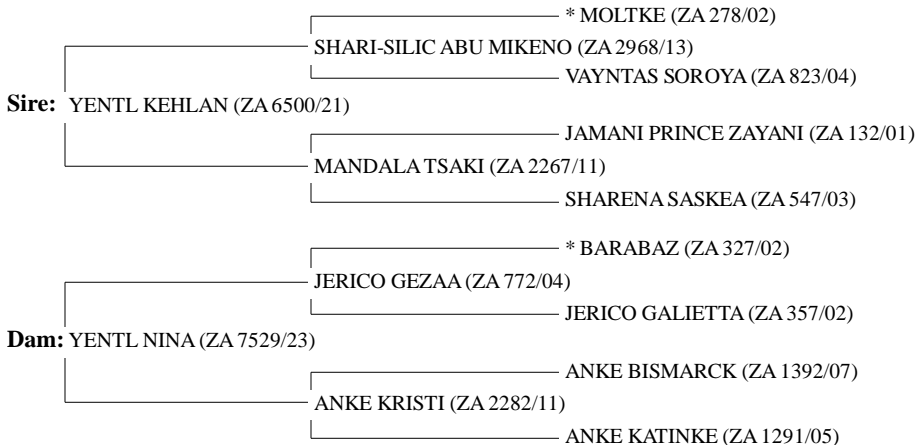 * MOLTKE (ZA 278/02)
SHARI-SILIC ABU MIKENO (ZA 2968/13)
VAYNTAS SOROYA (ZA 823/04)
Sire: YENTL KEHLAN (ZA 6500/21)
JAMANI PRINCE ZAYANI (ZA 132/01)
MANDALA TSAKI (ZA 2267/11)
SHARENA SASKEA (ZA 547/03)
* BARABAZ (ZA 327/02)
JERICO GEZAA (ZA 772/04)
JERICO GALIETTA (ZA 357/02)
Dam: YENTL NINA (ZA 7529/23)
ANKE BISMARCK (ZA 1392/07)
ANKE KRISTI (ZA 2282/11)
ANKE KATINKE (ZA 1291/05)